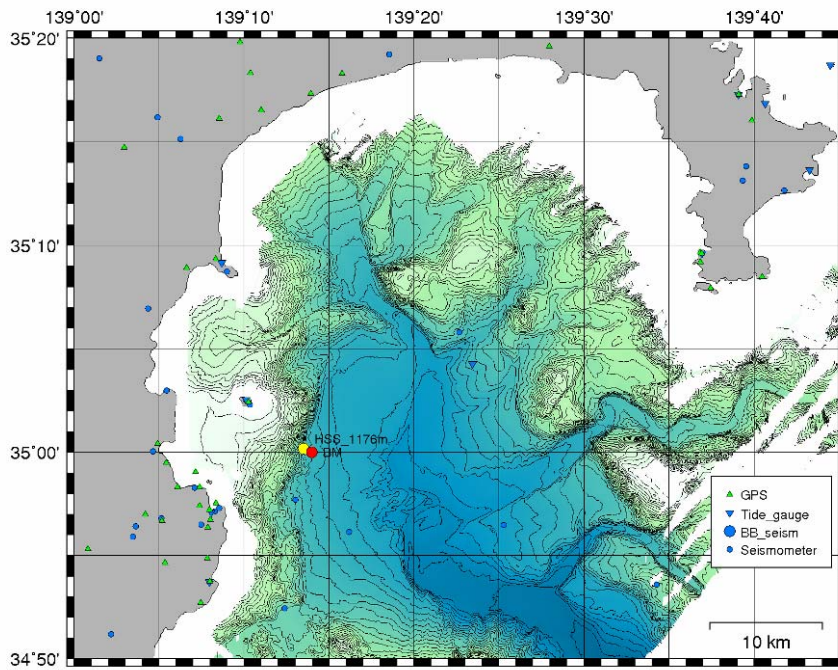 139°00' 139°10' 139°20' 139°30' 139°40'
35°20'
35°10'
35°00'
34°50'
HSS_1176m
BM
GPS
Tide_gauge
BB_seism
Seismometer
10 km